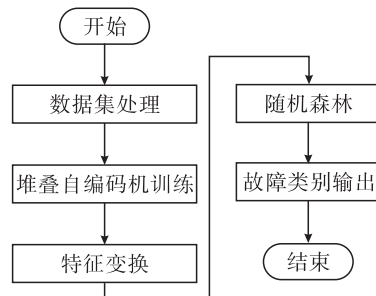 开始
数据集处理
堆叠自编码机训练
特征变换
随机森林
故障类别输出
结束